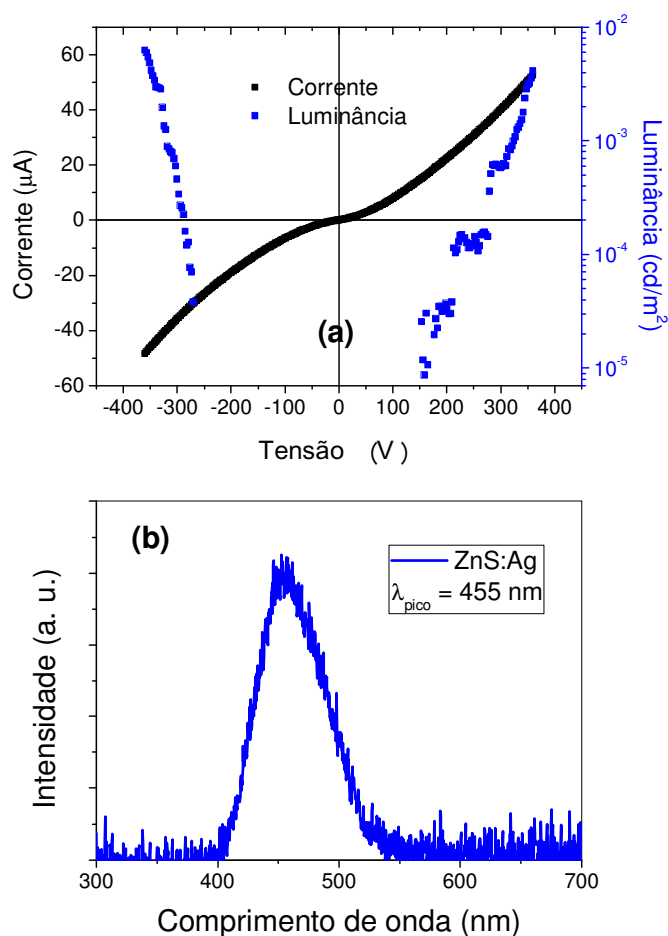 60
40
20
0
-20
-40
-60
Corrente (µA)
Corrente
Luminância
(a)
10⁻²
10⁻³
10⁻⁴
10⁻⁵
Luminância (cd/m²)
-400 -300 -200 -100 0 100 200 300 400
Tensão (V)
(b)
ZnS:Ag
λpico = 455 nm
Intensidade (a. u.)
300 400 500 600 700
Comprimento de onda (nm)